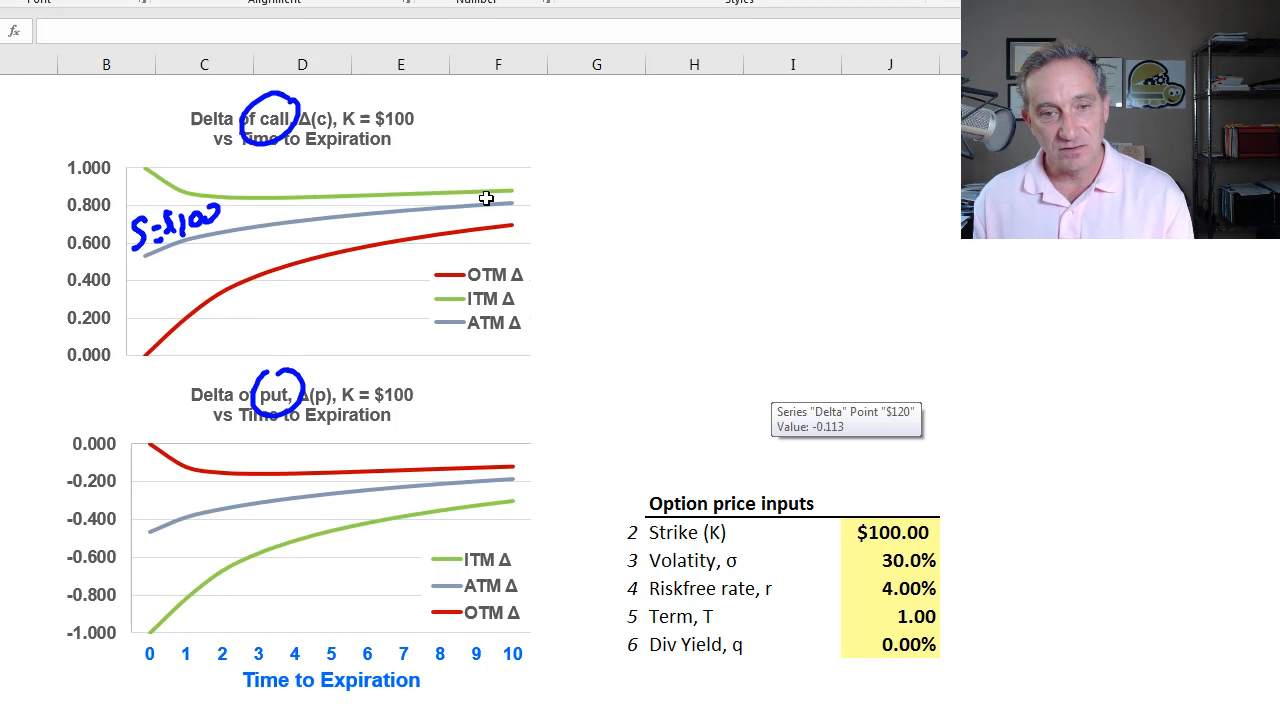 fx
B C D E F G H I J
Delta of call, Δ(c), K = $100
vs Time to Expiration
1.000
0.800
S=$100
0.600
0.400
0.200
0.000
OTM Δ
ITM Δ
ATM Δ
Delta of put, Δ(p), K = $100
vs Time to Expiration
0.000
-0.200
-0.400
-0.600
-0.800
-1.000
ITM Δ
ATM Δ
OTM Δ
0 1 2 3 4 5 6 7 8 9 10
Time to Expiration
Series "Delta" Point "$120"
Value: -0.113
Option price inputs
2 Strike (K) $100.00
3 Volatity, σ 30.0%
4 Riskfree rate, r 4.00%
5 Term, T 1.00
6 Div Yield, q 0.00%